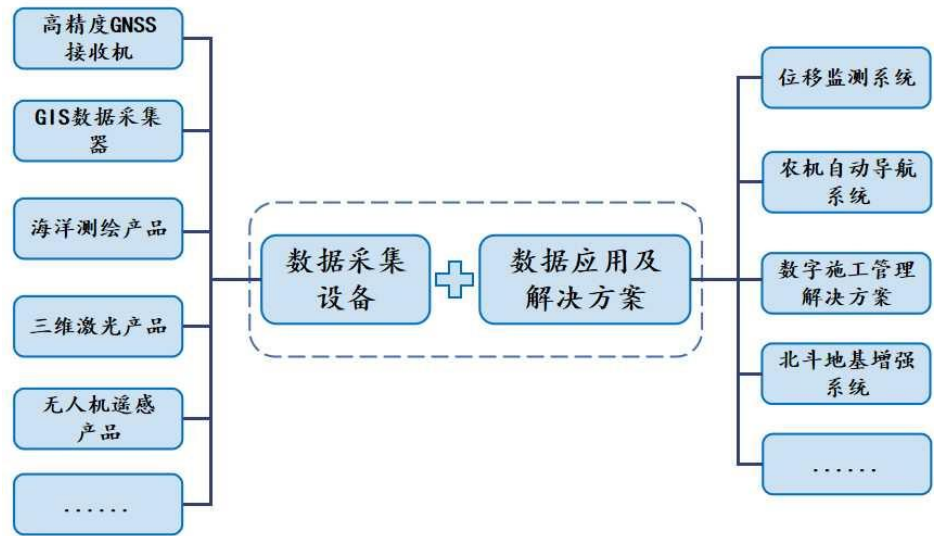 高精度GNSS
接收机
GIS数据采集
器
海洋测绘产品
三维激光产品
无人机遥感
产品
......
数据采集
设备
数据应用及
解决方案
位移监测系统
农机自动导航
系统
数字施工管理
解决方案
北斗地基增强
系统
......